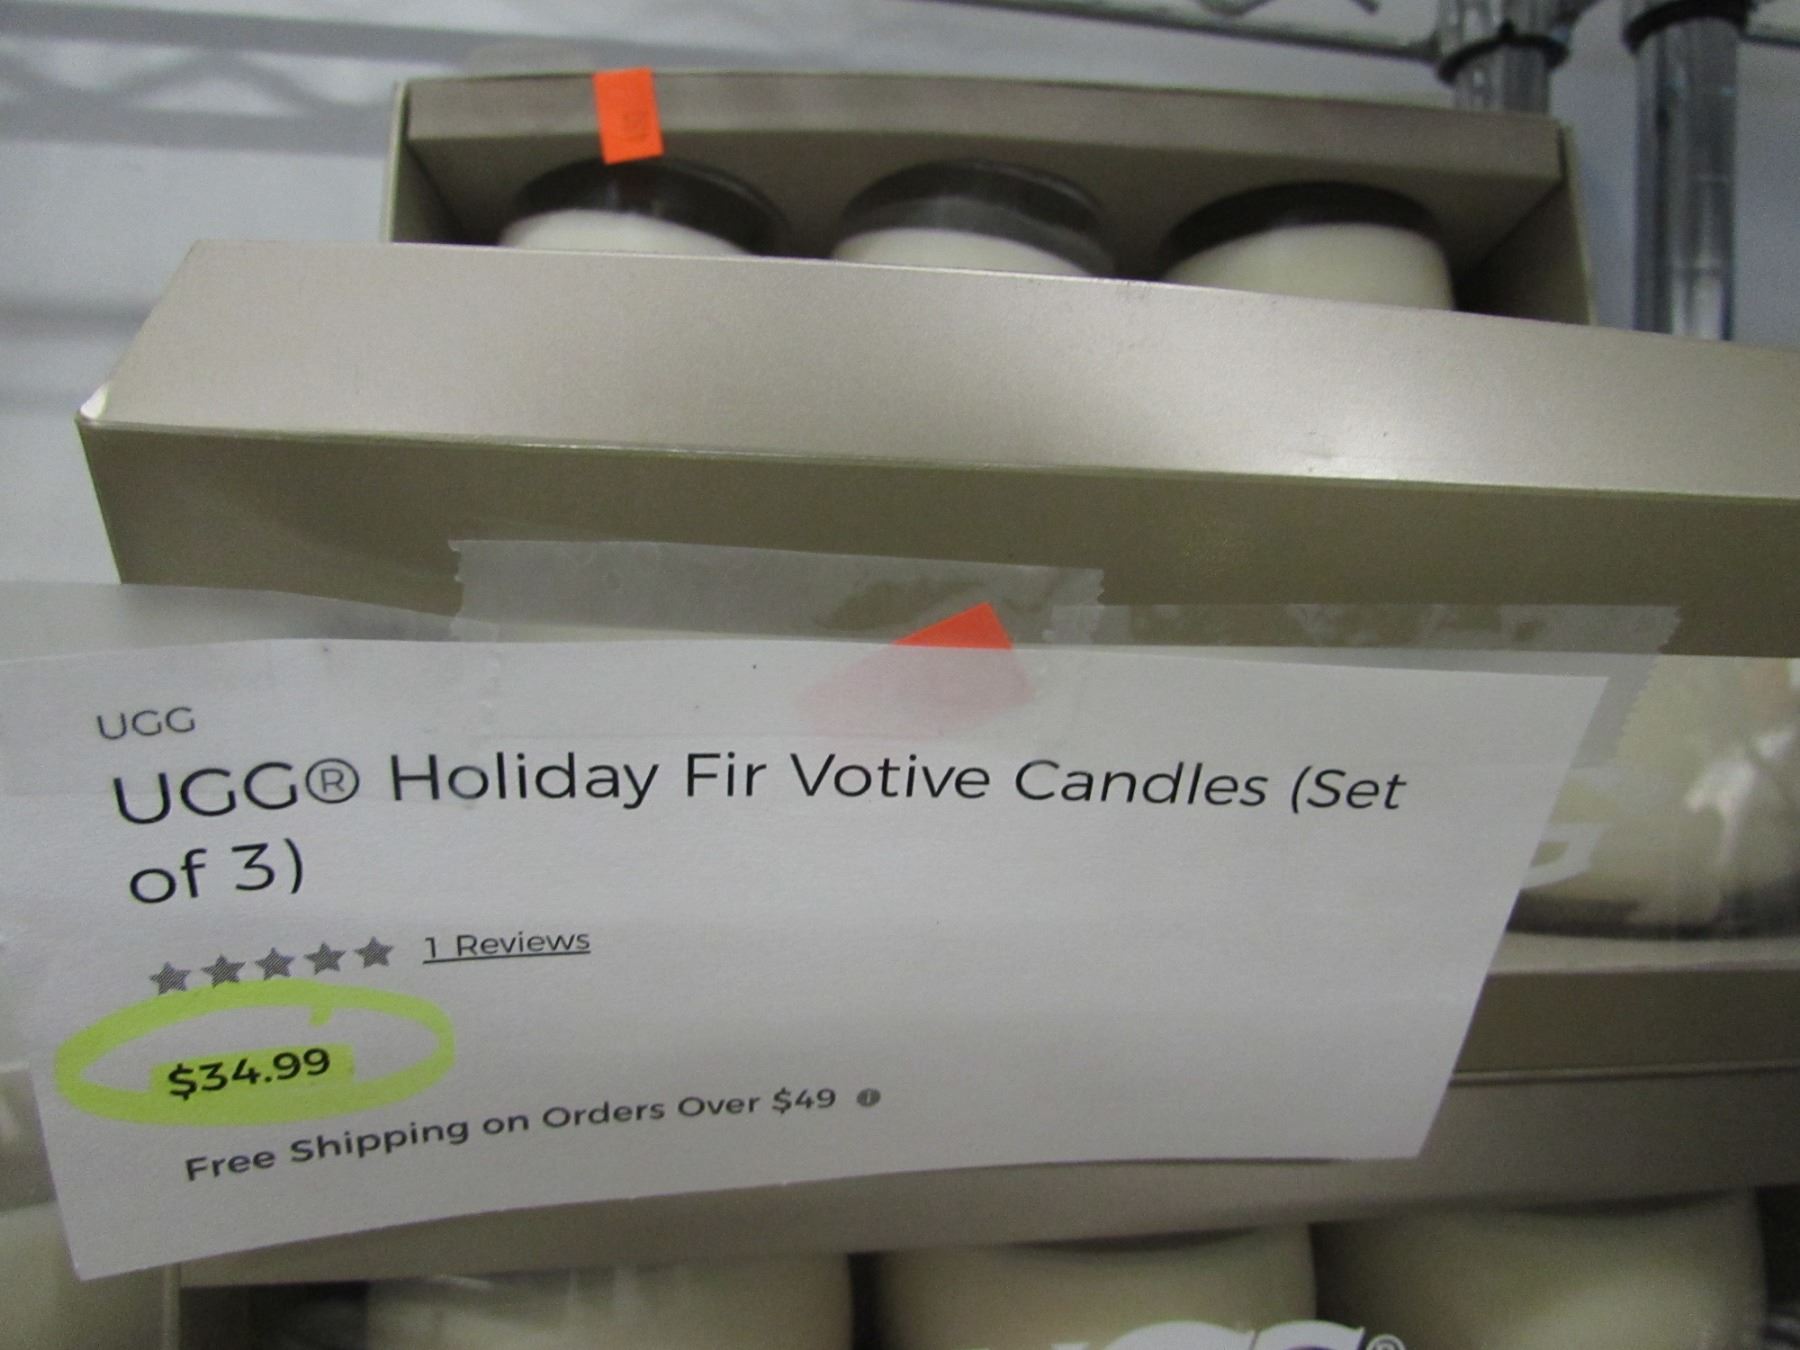 UGG
UGG® Holiday Fir Votive Candles (Set
of 3)
1 Reviews
$34.99
Free Shipping on Orders Over $49